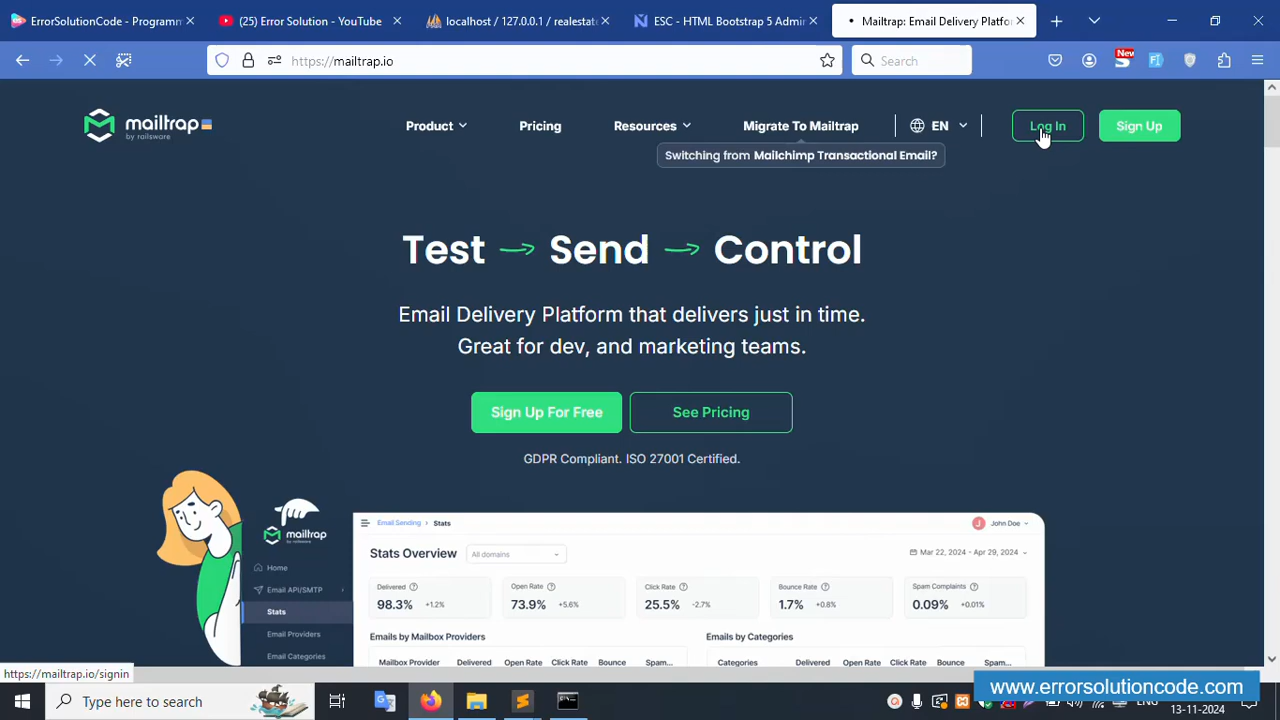 ErrorSolutionCode - Programm
(25) Error Solution - YouTube
localhost / 127.0.0.1 / realestate
ESC - HTML Bootstrap 5 Admin
Mailtrap: Email Delivery Platfo
https://mailtrap.io
Search
New
mailtrap
by railsware
Product
Pricing
Resources
Migrate To Mailtrap
EN
Log In
Sign Up
Switching from Mailchimp Transactional Email?
Test → Send → Control
Email Delivery Platform that delivers just in time.
Great for dev, and marketing teams.
Sign Up For Free
See Pricing
GDPR Compliant. ISO 27001 Certified.
mailtrap
by railsware
Home
Email API/SMTP
Stats
Email Providers
Email Categories
Email Sending › Stats
J
John Doe
Stats Overview
All domains
Mar 22, 2024 - Apr 29, 2024
Delivered
98.3% +1.2%
Open Rate
73.9% +5.6%
Click Rate
25.5% -2.7%
Bounce Rate
1.7% +0.8%
Spam Complaints
0.09% +0.01%
Emails by Mailbox Providers
Emails by Categories
Mailbox Provider Delivered Open Rate Click Rate Bounce Spam...
Categories Delivered Open Rate Click Rate Bounce Spam...
https://mailtrap.io/signin
www.errorsolutioncode.com
Type here to search
13-11-2024